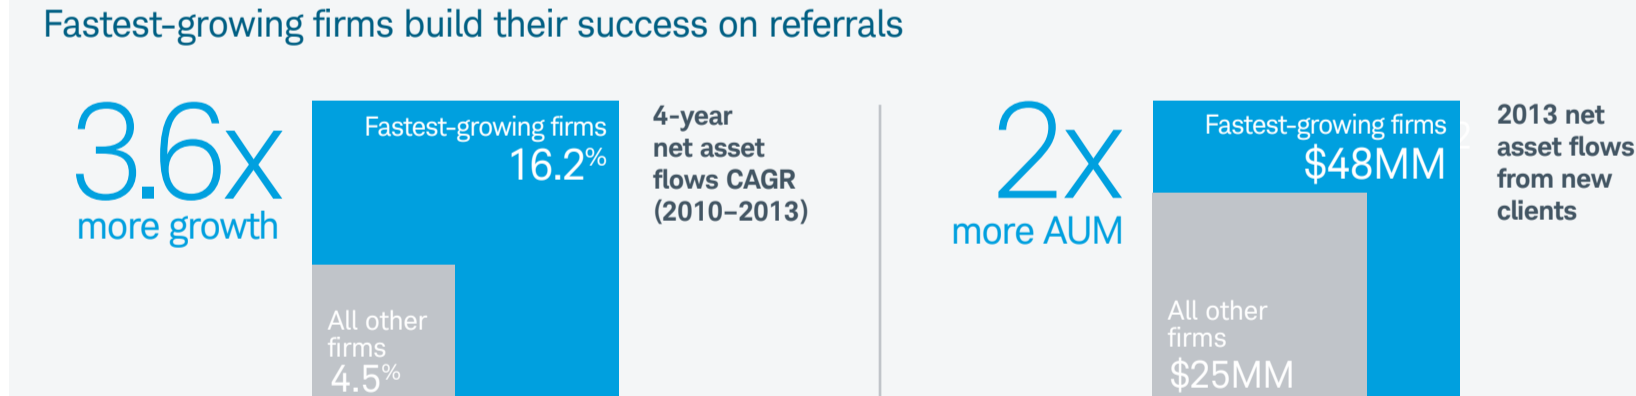 Fastest-growing firms build their success on referrals
3.6x
more growth
Fastest-growing firms
16.2%
All other
firms
4.5%
4-year
net asset
flows CAGR
(2010–2013)
2x
more AUM
Fastest-growing firms
$48MM
2
All other
firms
$25MM
2013 net
asset flows
from new
clients